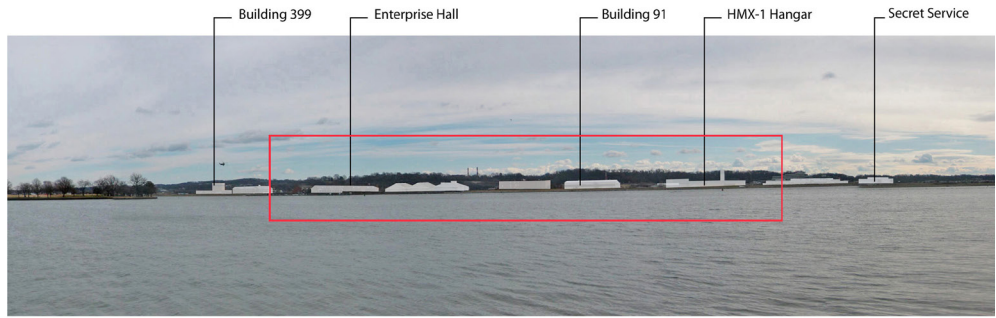 Building 399
Enterprise Hall
Building 91
HMX-1 Hangar
Secret Service